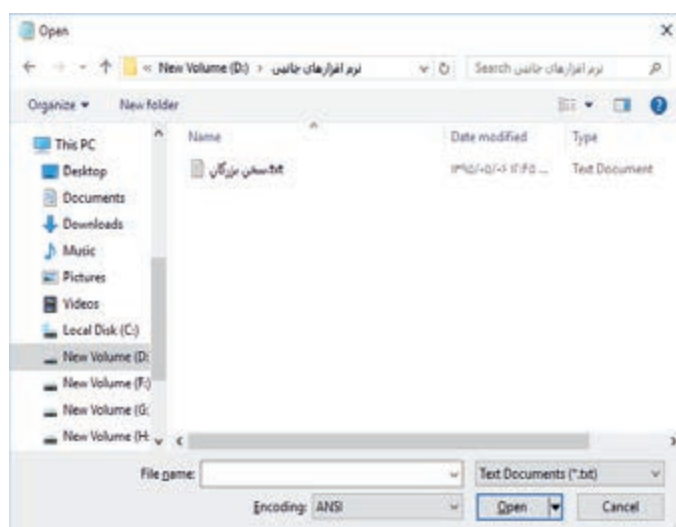 Open
« New Volume (D:) › نرم افزارهای جانبی
Search نرم افزارهای جانبی
Organize
New folder
Name
Date modified
Type
سخن بزرگان.txt
Text Document
This PC
Desktop
Documents
Downloads
Music
Pictures
Videos
Local Disk (C:)
New Volume (D:
New Volume (F:)
New Volume (G:
New Volume (H:
File name:
Text Documents (*.txt)
Encoding: ANSI
Open
Cancel